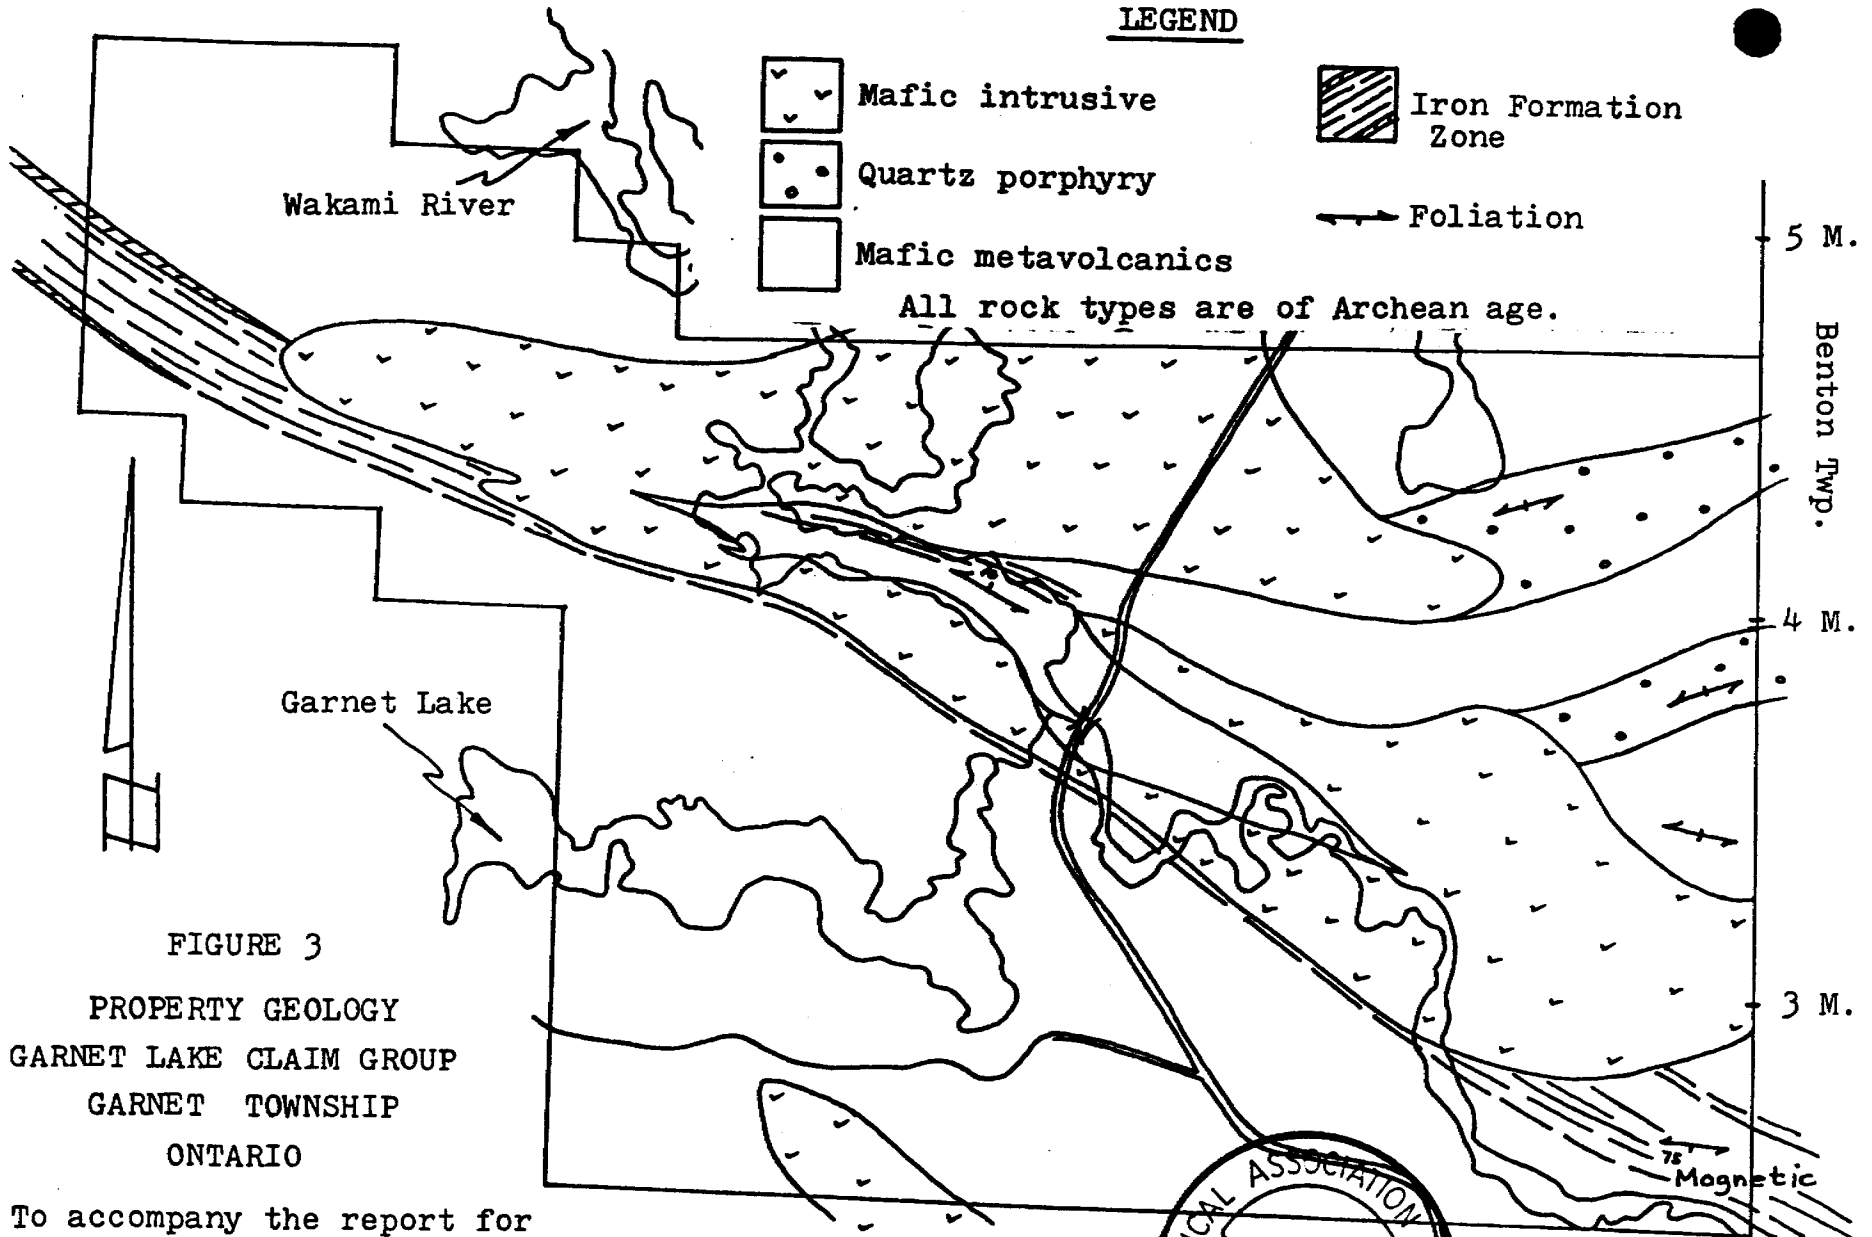 LEGEND
Mafic intrusive
Quartz porphyry
Mafic metavolcanics
Iron Formation
Zone
Foliation
All rock types are of Archean age.
Wakami River
5 M.
Benton Twp.
4 M.
Garnet Lake
3 M.
FIGURE 3
PROPERTY GEOLOGY
GARNET LAKE CLAIM GROUP
GARNET TOWNSHIP
ONTARIO
To accompany the report for
75
Magnetic
ICAL ASSOCIATION